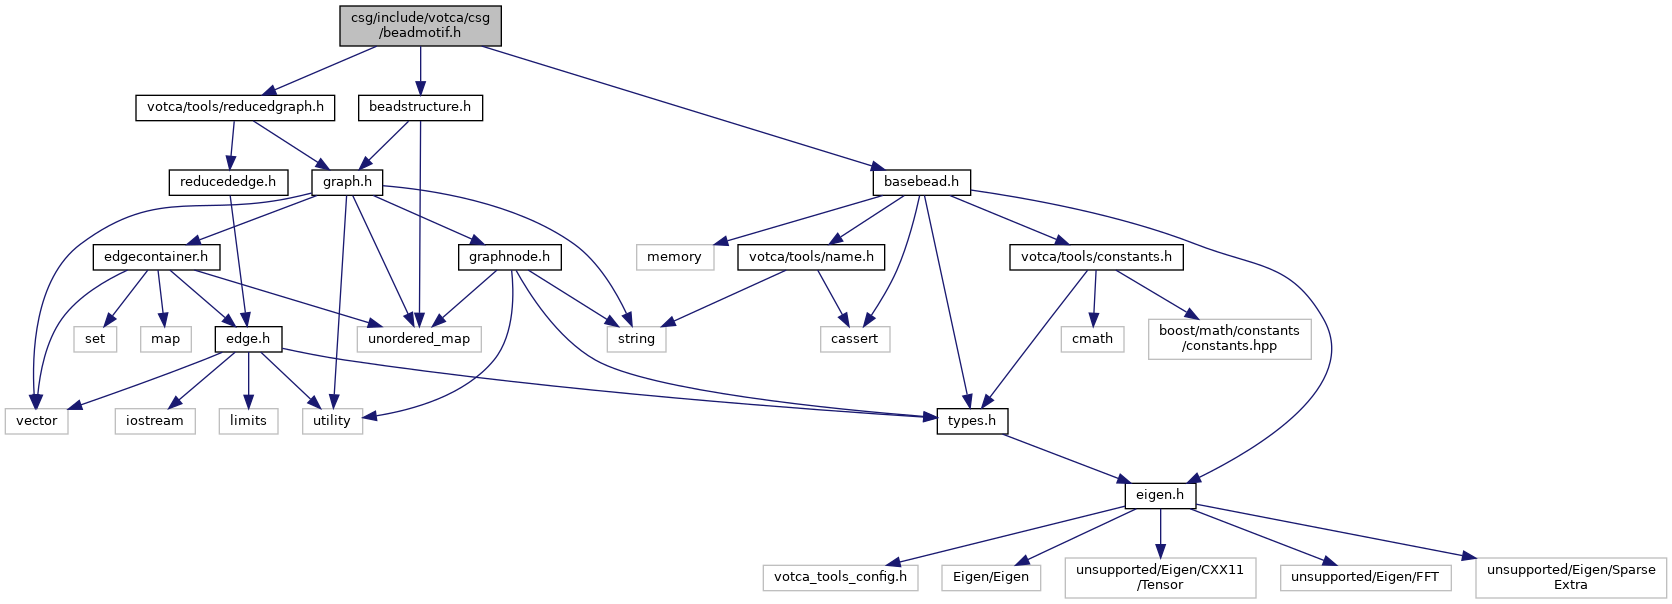 csg/include/votca/csg
/beadmotif.h
votca/tools/reducedgraph.h
beadstructure.h
reducededge.h
graph.h
basebead.h
edgecontainer.h
graphnode.h
memory
votca/tools/name.h
votca/tools/constants.h
set
map
edge.h
unordered_map
string
cassert
cmath
boost/math/constants
/constants.hpp
vector
iostream
limits
utility
types.h
eigen.h
votca_tools_config.h
Eigen/Eigen
unsupported/Eigen/CXX11
/Tensor
unsupported/Eigen/FFT
unsupported/Eigen/Sparse
Extra